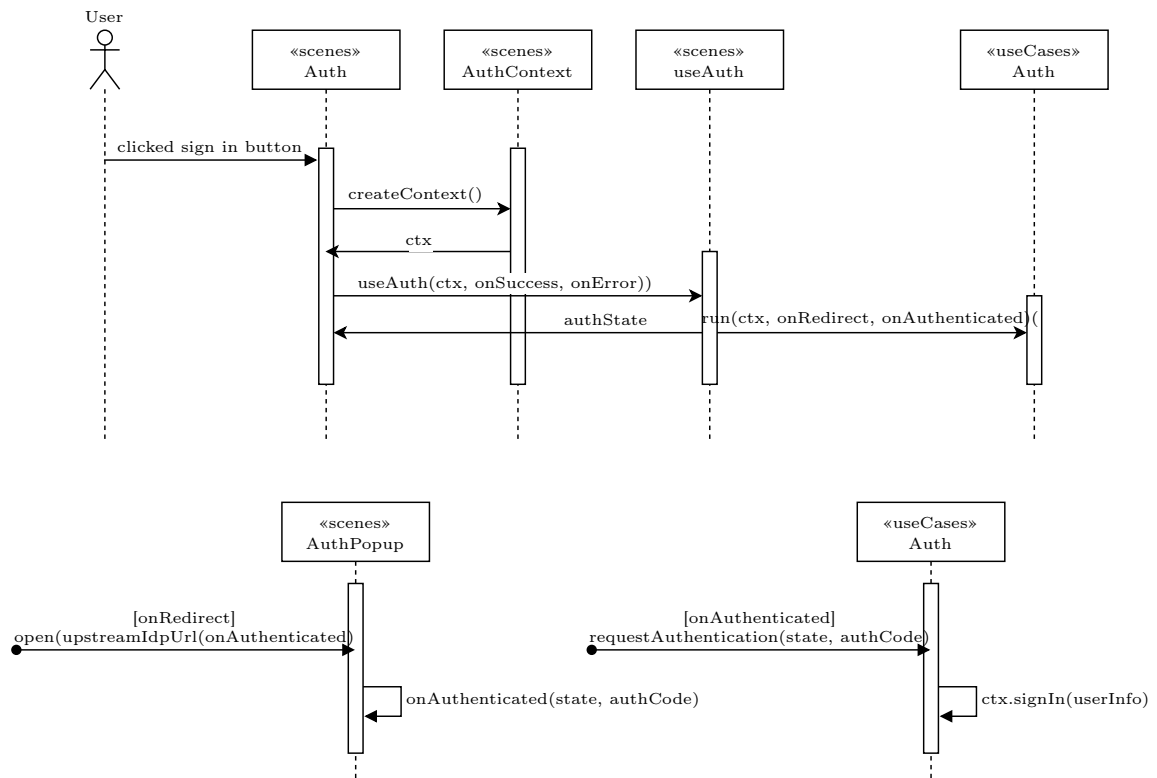 User
«scenes»
Auth
«scenes»
AuthContext
«scenes»
useAuth
«useCases»
Auth
clicked sign in button
createContext()
ctx
useAuth(ctx, onSuccess, onError))
authState
run(ctx, onRedirect, onAuthenticated)(
«scenes»
AuthPopup
«useCases»
Auth
[onRedirect]
open(upstreamIdpUrl(onAuthenticated)
[onAuthenticated]
requestAuthentication(state, authCode)
onAuthenticated(state, authCode)
ctx.signIn(userInfo)